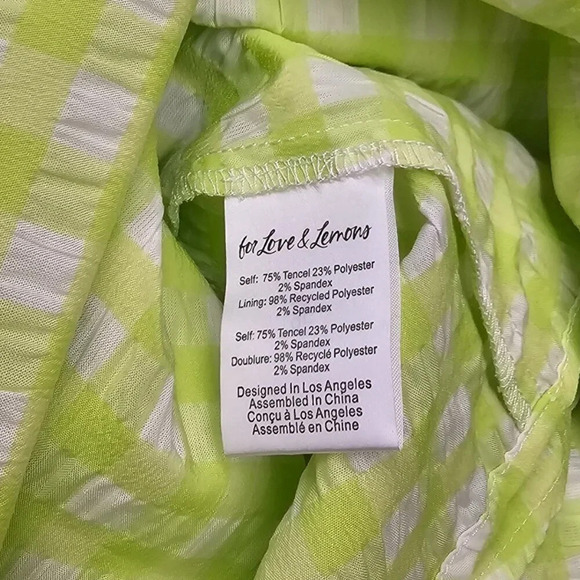 for Love & Lemons
Self: 75% Tencel 23% Polyester
2% Spandex
Lining: 98% Recycled Polyester
2% Spandex
Self: 75% Tencel 23% Polyester
2% Spandex
Doublure: 98% Recyclé Polyester
2% Spandex
Designed In Los Angeles
Assembled In China
Conçu à Los Angeles
Assemblé en Chine